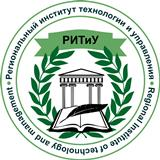 РИТиУ
• Региональный институт технологии и управления •
Regional Institute of technology and management